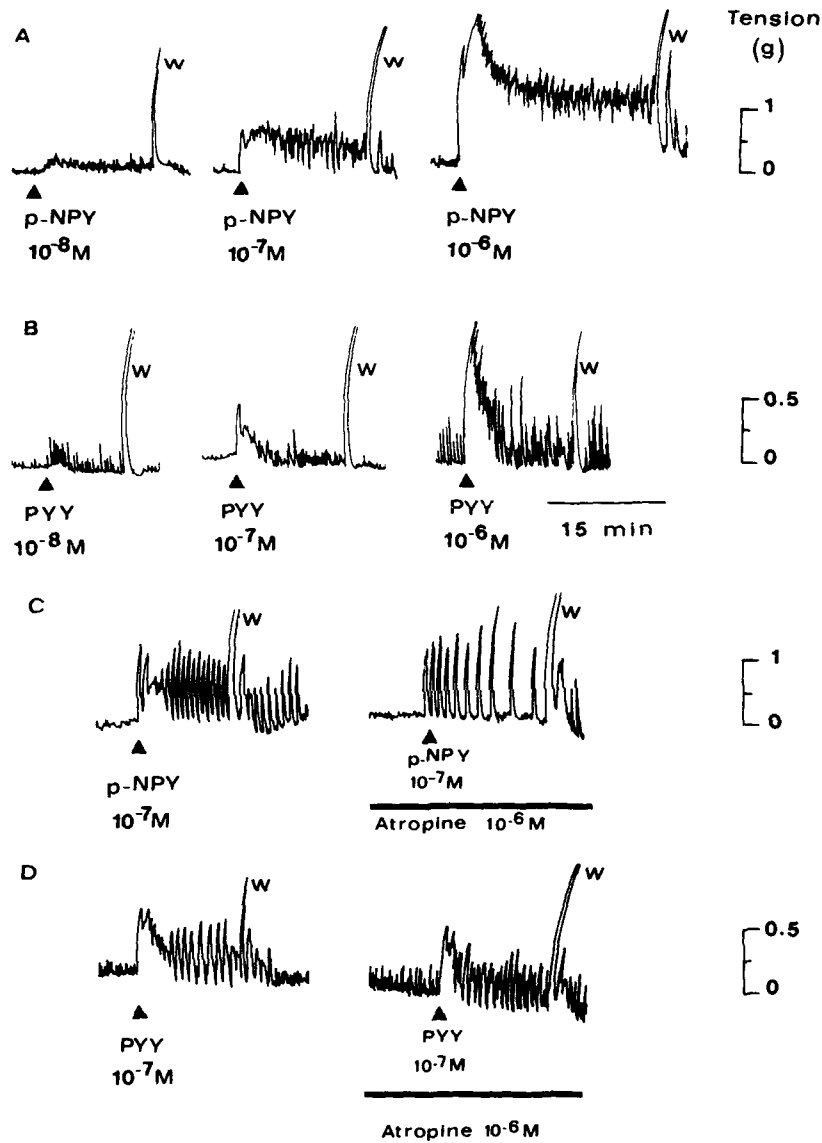 A
W
W
W
Tension
(g)
1
0
p-NPY
10-8M
p-NPY
10-7M
p-NPY
10-6M
B
W
W
W
0.5
0
PYY
10-8M
PYY
10-7M
PYY
10-6M
15 min
C
W
W
1
0
p-NPY
10-7M
p-NPY
10-7M
Atropine 10-6M
D
W
W
0.5
0
PYY
10-7M
PYY
10-7M
Atropine 10-6M